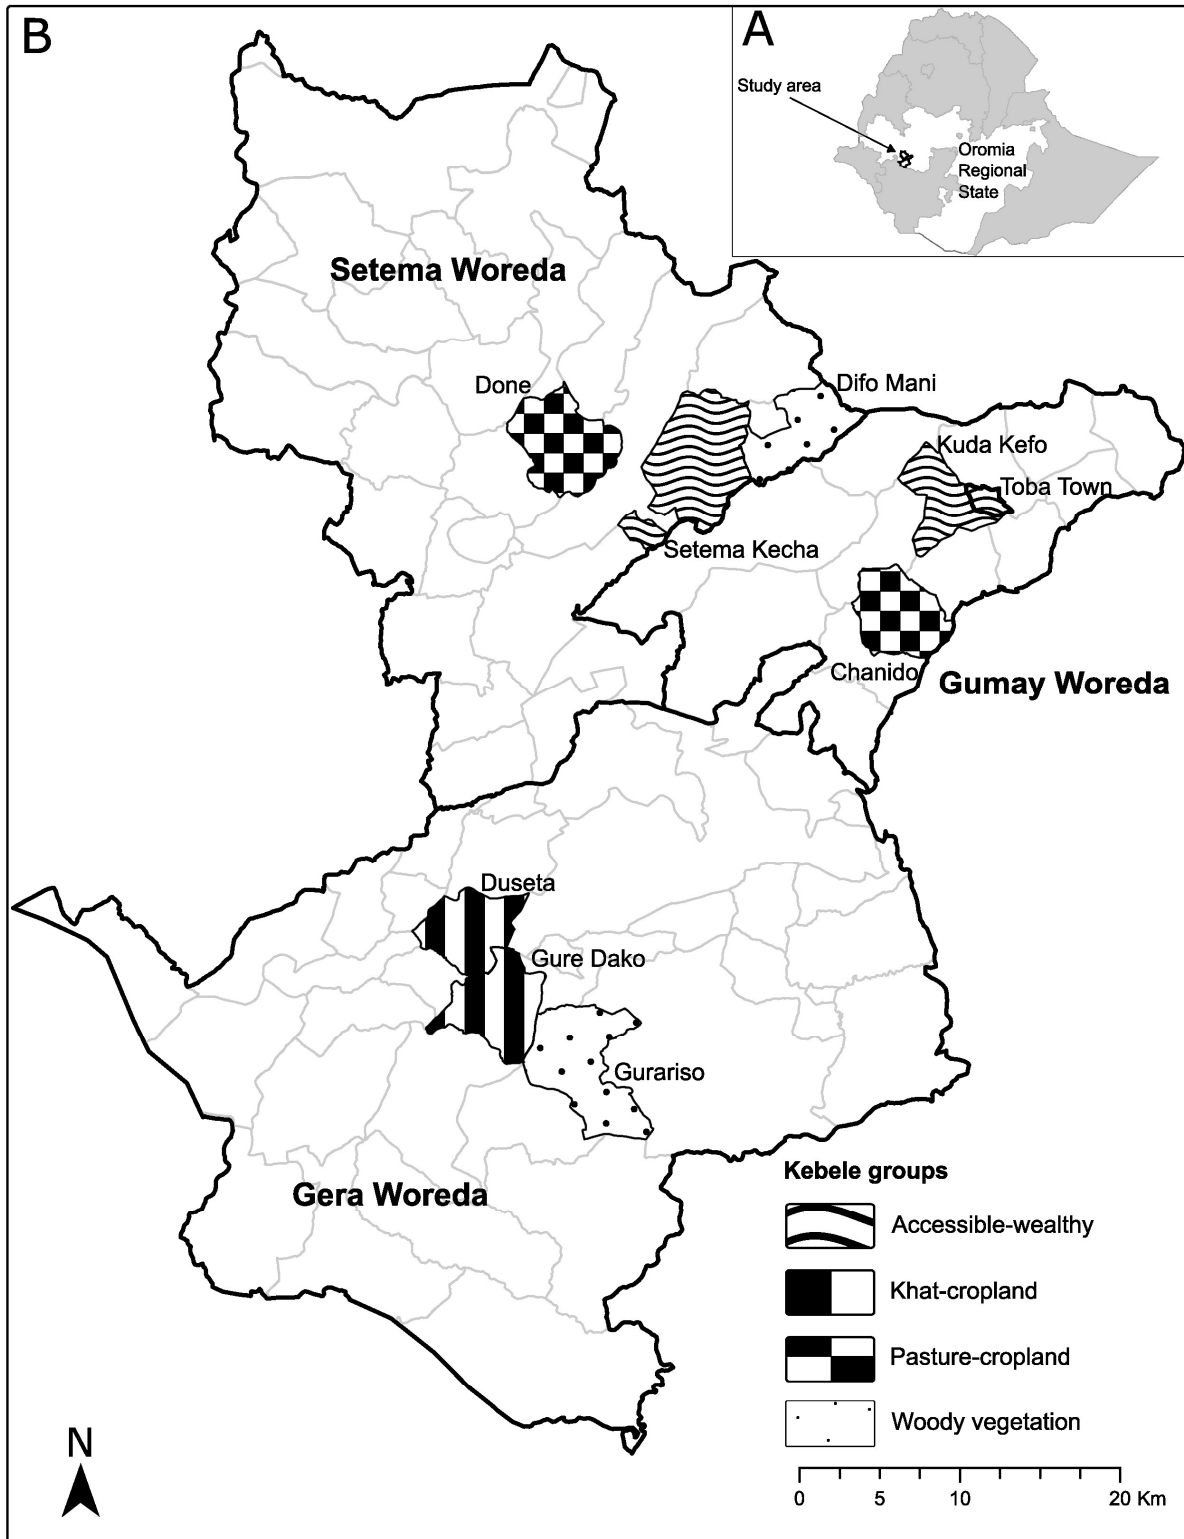 B
A
Study area
Oromia
Regional
State
Setema Woreda
Done
Difo Mani
Kuda Kefo
Toba Town
Setema Kecha
Chanido
Gumay Woreda
Duseta
Gure Dako
Gurariso
Gera Woreda
Kebele groups
Accessible-wealthy
Khat-cropland
Pasture-cropland
Woody vegetation
N
0 5 10 20 Km